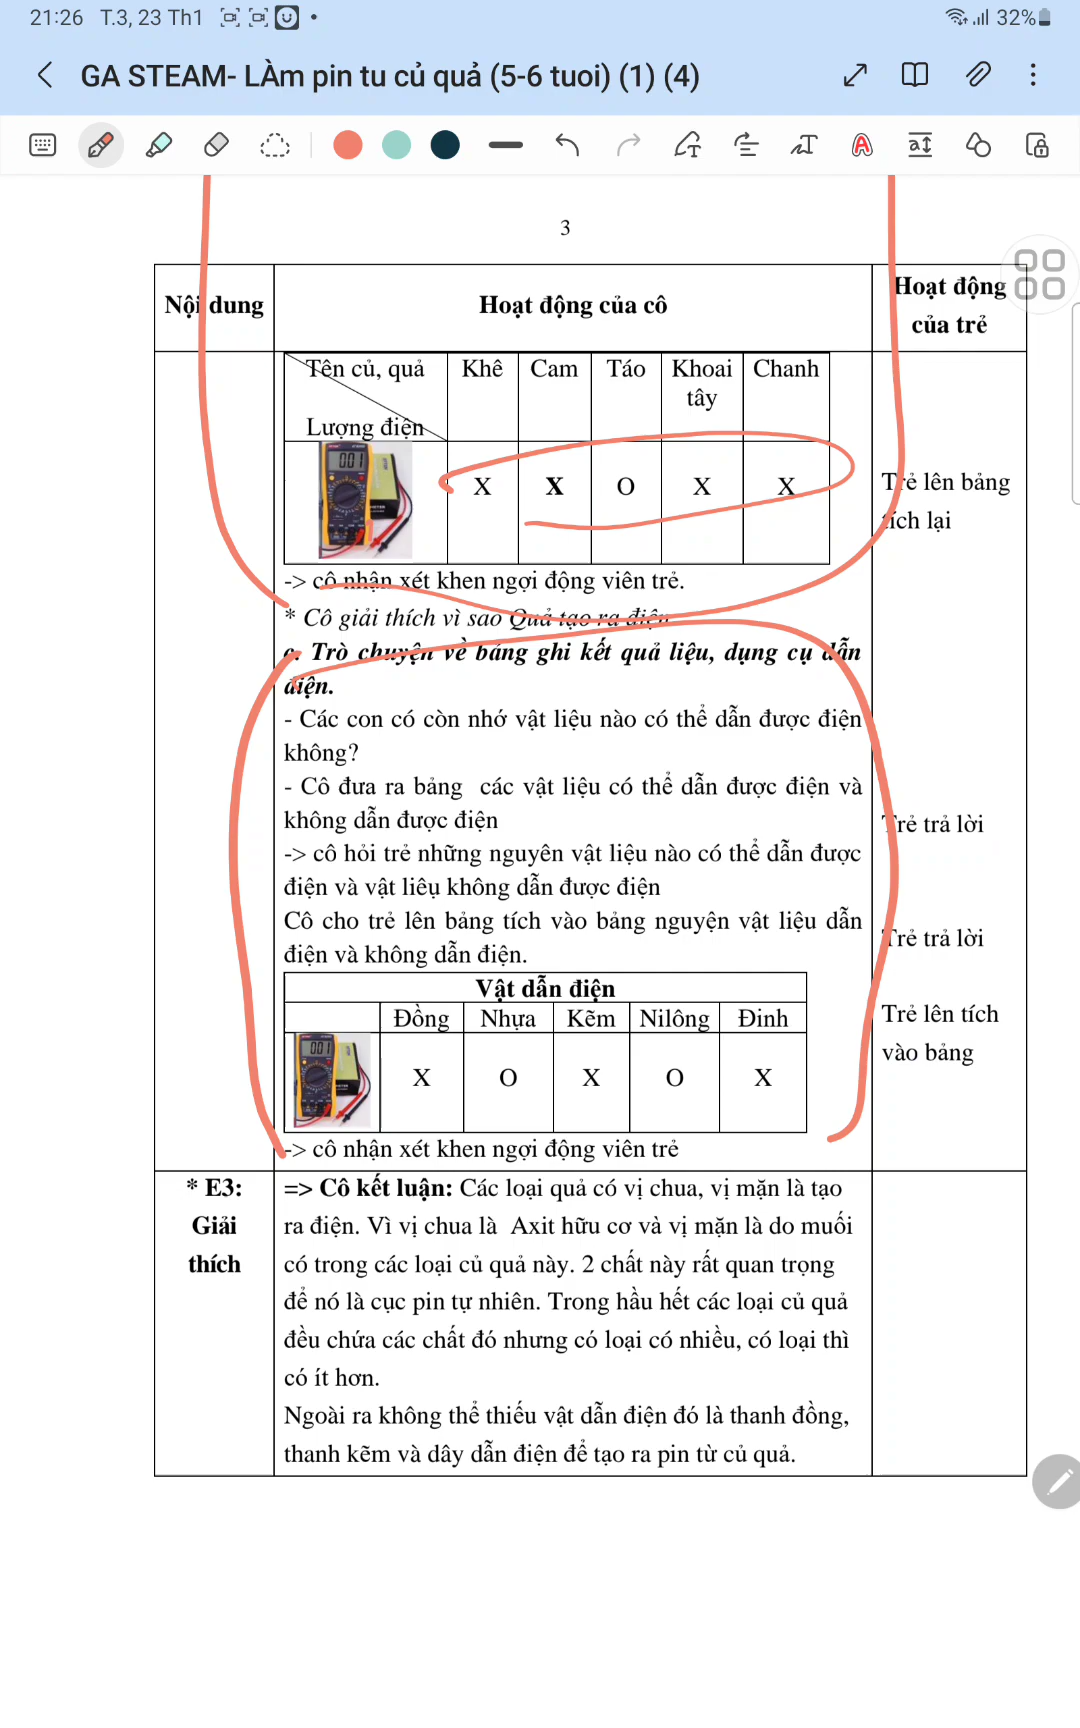 21:26 T.3, 23 Th1
32%
GA STEAM- LÀm pin tu củ quả (5-6 tuoi) (1) (4)
3
Nội dung
Hoạt động của cô
Hoạt động
của trẻ
Tên củ, quả
Lượng điện
Khê
Cam
Táo
Khoai
tây
Chanh
X
X
O
X
X
Trẻ lên bảng
tích lại
-> cô nhận xét khen ngợi động viên trẻ.
* Cô giải thích vì sao Quả tạo ra điện
c. Trò chuyện về bảng ghi kết quả liệu, dụng cụ dẫn
điện.
- Các con có còn nhớ vật liệu nào có thể dẫn được điện
không?
- Cô đưa ra bảng các vật liệu có thể dẫn được điện và
không dẫn được điện
Trẻ trả lời
-> cô hỏi trẻ những nguyên vật liệu nào có thể dẫn được
điện và vật liêụ không dẫn được điện
Cô cho trẻ lên bảng tích vào bảng nguyện vật liệu dẫn
điện và không dẫn điện.
Trẻ trả lời
Vật dẫn điện
Đồng
Nhựa
Kẽm
Nilông
Đinh
X
O
X
O
X
Trẻ lên tích
vào bảng
-> cô nhận xét khen ngợi động viên trẻ
* E3:
Giải
thích
=> Cô kết luận: Các loại quả có vị chua, vị mặn là tạo
ra điện. Vì vị chua là Axit hữu cơ và vị mặn là do muối
có trong các loại củ quả này. 2 chất này rất quan trọng
để nó là cục pin tự nhiên. Trong hầu hết các loại củ quả
đều chứa các chất đó nhưng có loại có nhiều, có loại thì
có ít hơn.
Ngoài ra không thể thiếu vật dẫn điện đó là thanh đồng,
thanh kẽm và dây dẫn điện để tạo ra pin từ củ quả.